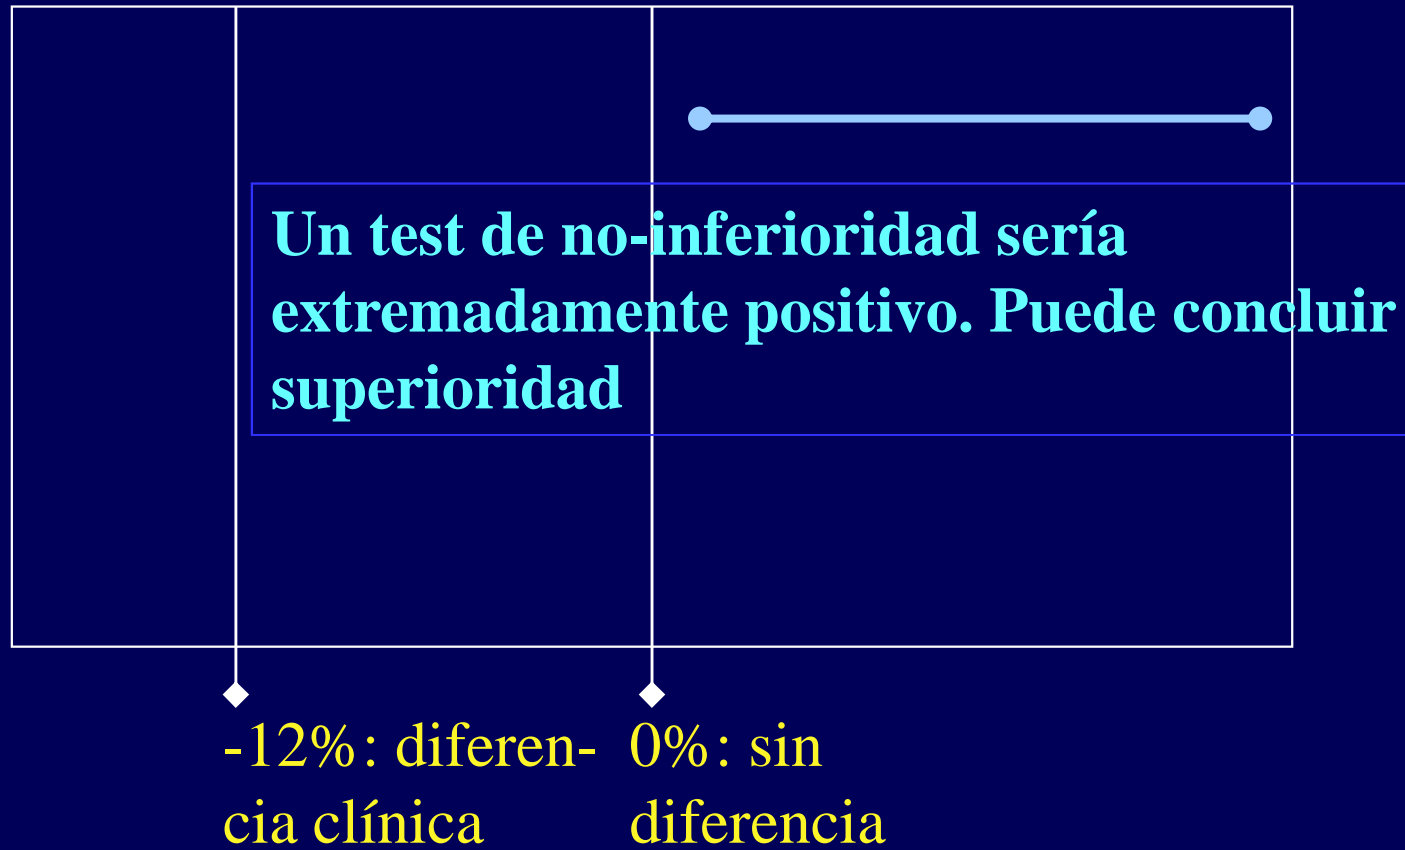 Un test de no-inferioridad sería
extremadamente positivo. Puede concluir
superioridad
-12%: diferen-
cia clínica
0%: sin
diferencia